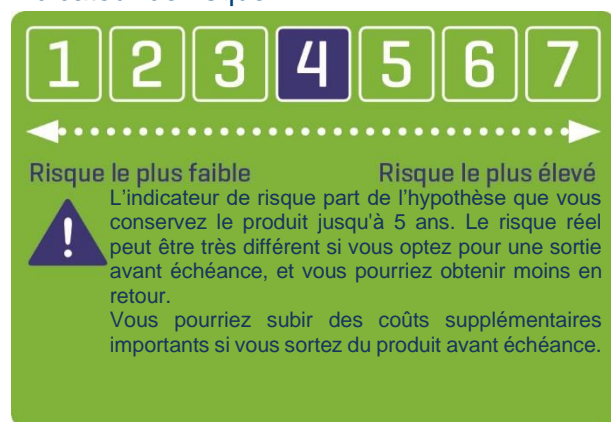 1 2 3 4 5 6 7
Risque le plus faible Risque le plus élevé
L'indicateur de risque part de l'hypothèse que vous
conservez le produit jusqu'à 5 ans. Le risque réel
peut être très différent si vous optez pour une sortie
avant échéance, et vous pourriez obtenir moins en
retour.
Vous pourriez subir des coûts supplémentaires
importants si vous sortez du produit avant échéance.